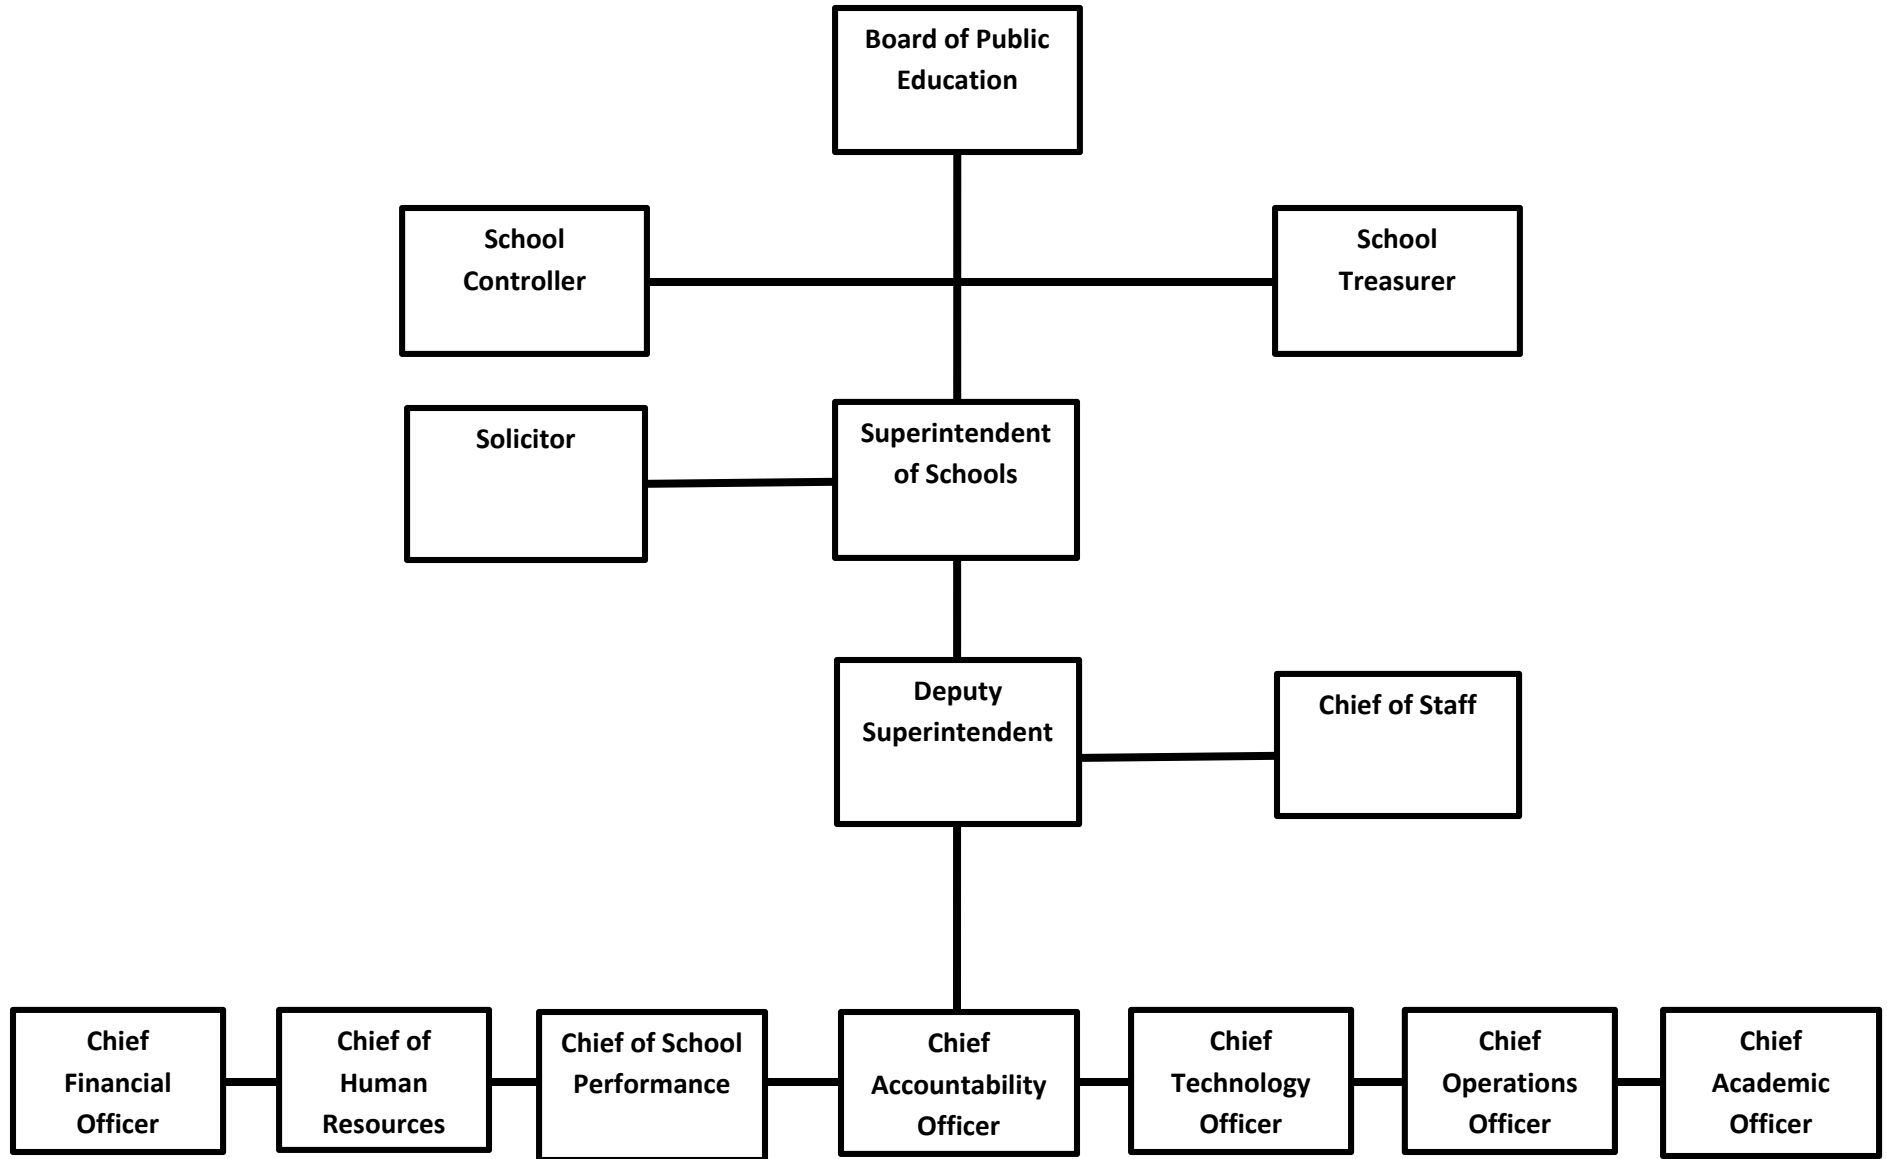 Board of Public
Education
School
Controller
School
Treasurer
Solicitor
Superintendent
of Schools
Deputy
Superintendent
Chief of Staff
Chief
Financial
Officer
Chief of
Human
Resources
Chief of School
Performance
Chief
Accountability
Officer
Chief
Technology
Officer
Chief
Operations
Officer
Chief
Academic
Officer